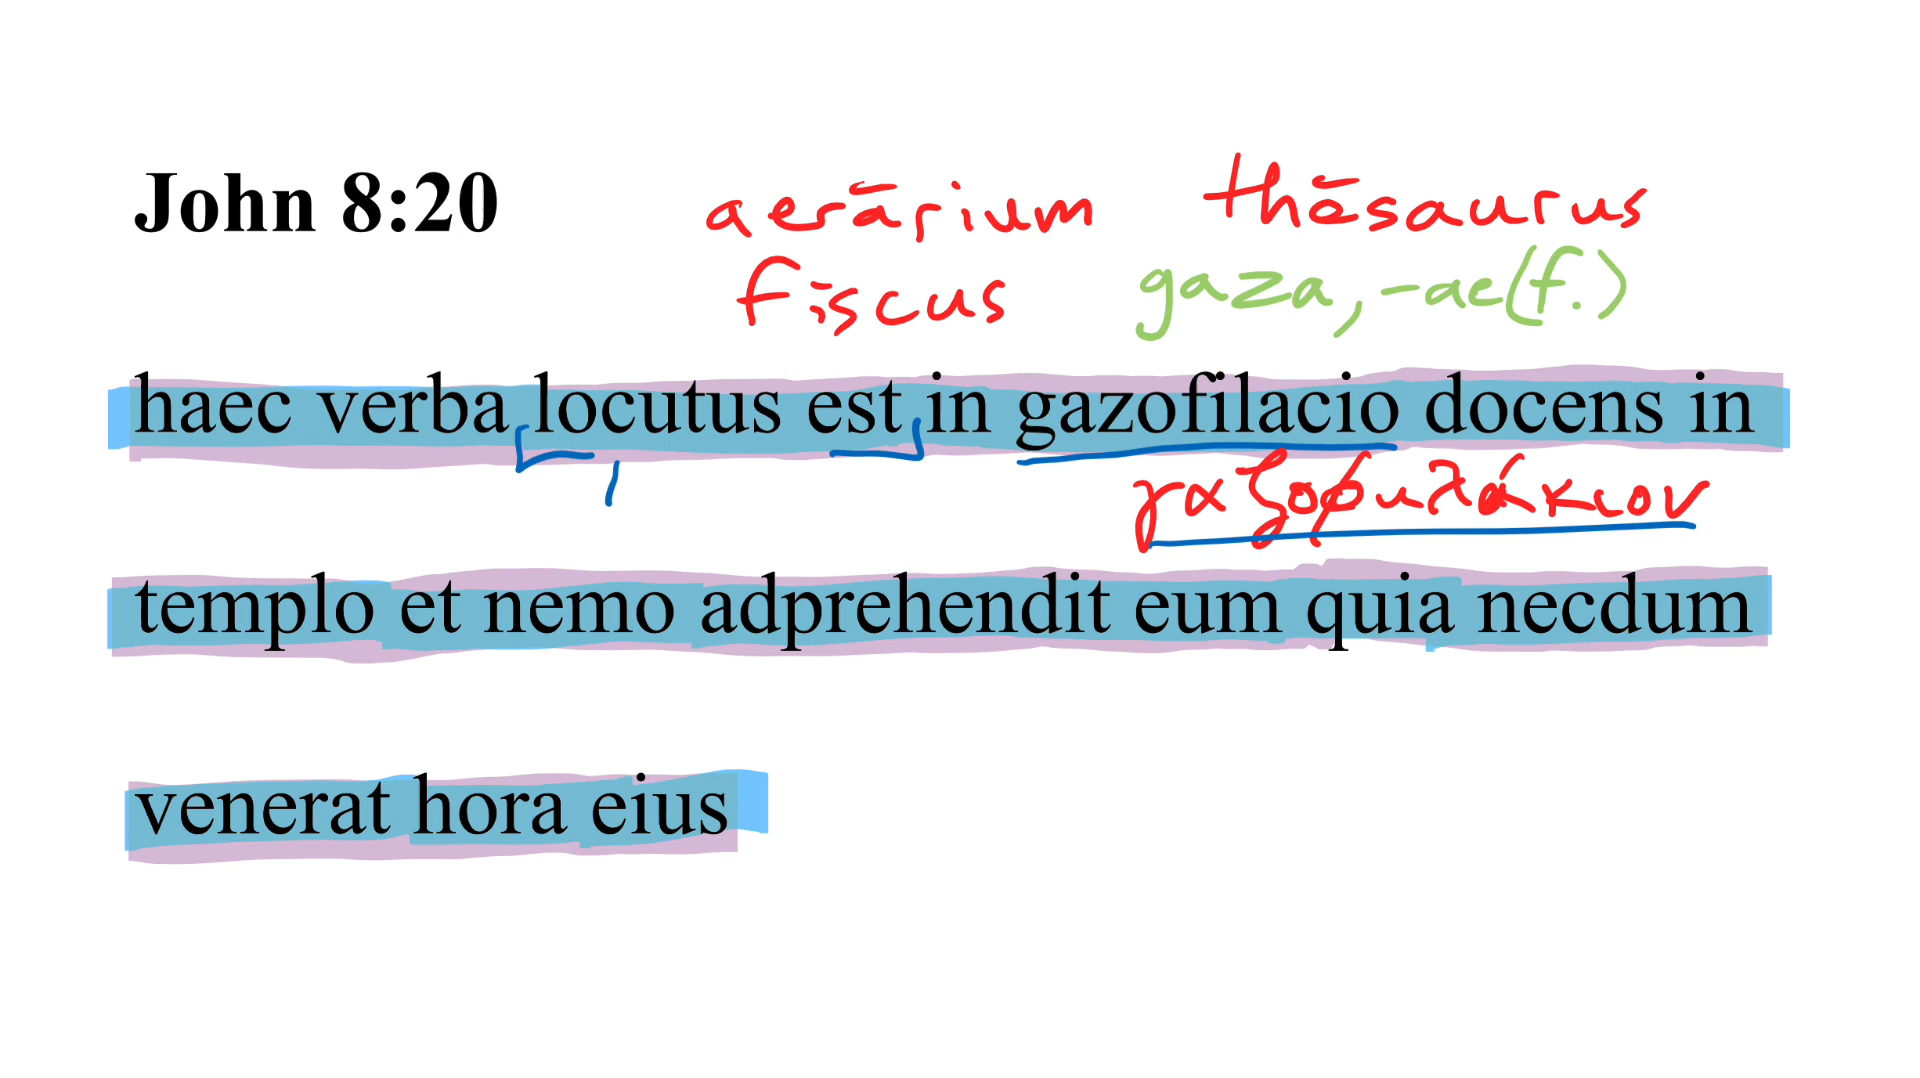 John 8:20
aerārium thēsaurus
fiscus gaza, -ae (f.)
haec verba locutus est in gazofilacio docens in
γαζοφυλάκιον
templo et nemo adprehendit eum quia necdum
venerat hora eius